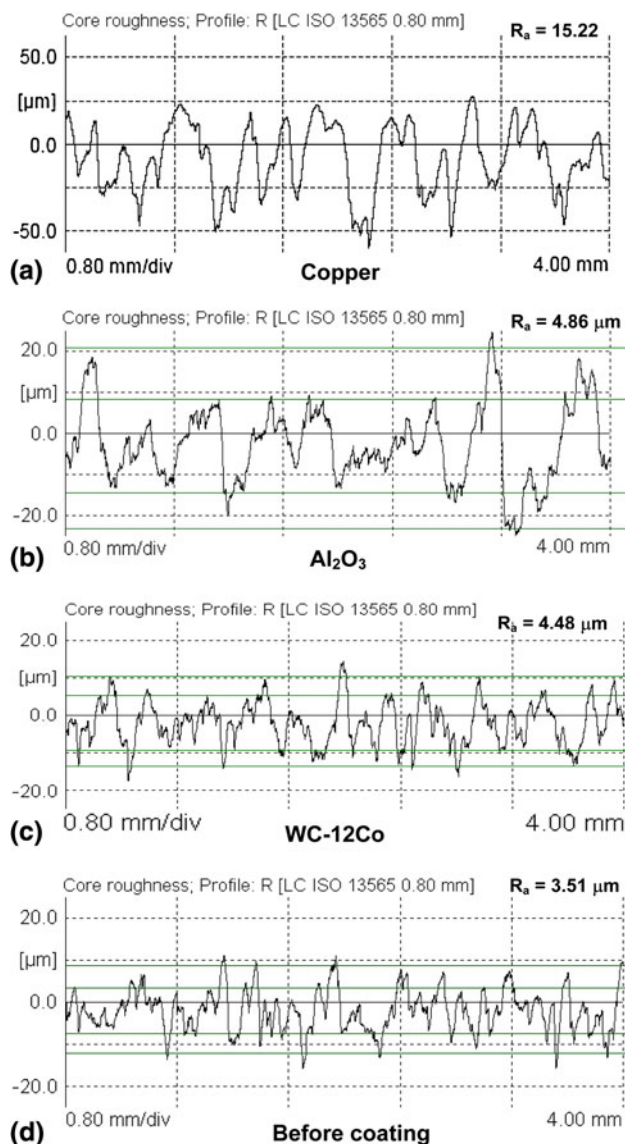 Core roughness; Profile: R [LC ISO 13565 0.80 mm] Ra = 15.22
50.0
[µm]
0.0
-50.0
(a) 0.80 mm/div Copper 4.00 mm
Core roughness; Profile: R [LC ISO 13565 0.80 mm] Ra = 4.86 µm
20.0
[µm]
0.0
-20.0
(b) 0.80 mm/div Al₂O₃ 4.00 mm
Core roughness; Profile: R [LC ISO 13565 0.80 mm] Ra = 4.48 µm
20.0
[µm]
0.0
-20.0
(c) 0.80 mm/div WC-12Co 4.00 mm
Core roughness; Profile: R [LC ISO 13565 0.80 mm] Ra = 3.51 µm
20.0
[µm]
0.0
-20.0
(d) 0.80 mm/div Before coating 4.00 mm